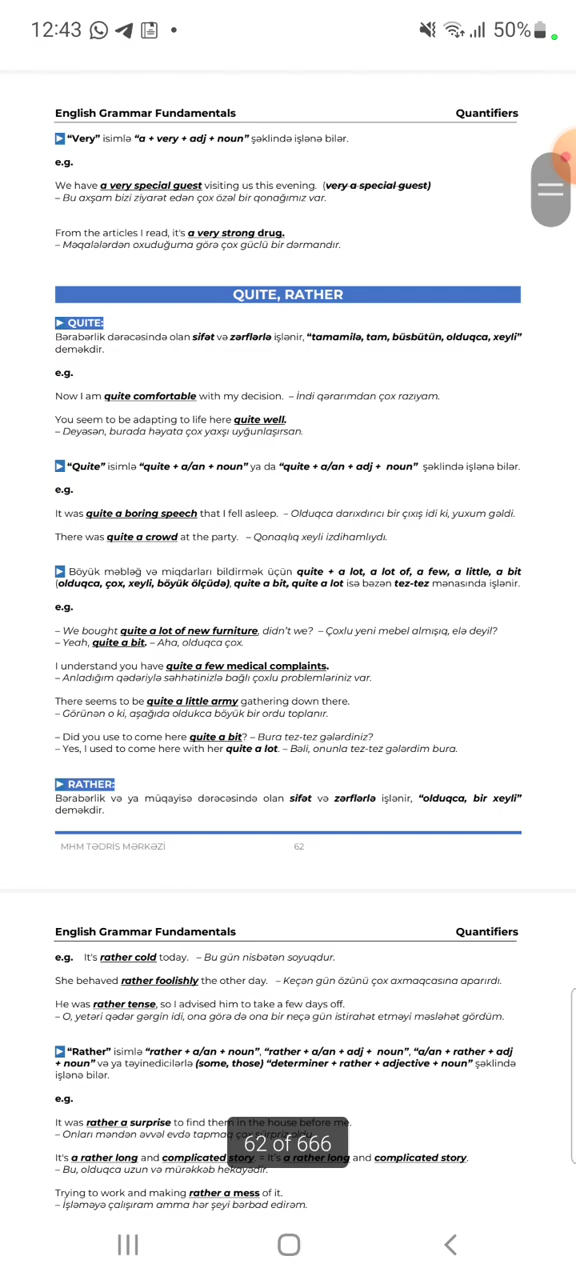 12:43 50%
English Grammar Fundamentals Quantifiers
► “Very” isimlə “a + very + adj + noun” şəklində işlənə bilər.
e.g.
We have a very special guest visiting us this evening. (very a special guest)
– Bu axşam bizi ziyarət edən çox özəl bir qonağımız var.
From the articles I read, it's a very strong drug.
– Məqalələrdən oxuduğuma görə çox güclü bir dərmandır.
QUITE, RATHER
► QUITE:
Bərabərlik dərəcəsində olan sifət və zərflərlə işlənir, “tamamilə, tam, büsbütün, olduqca, xeyli”
deməkdir.
e.g.
Now I am quite comfortable with my decision. – İndi qərarımdan çox razıyam.
You seem to be adapting to life here quite well.
– Deyəsən, burada həyata çox yaxşı uyğunlaşırsan.
► “Quite” isimlə “quite + a/an + noun” ya da “quite + a/an + adj + noun” şəklində işlənə bilər.
e.g.
It was quite a boring speech that I fell asleep. – Olduqca darıxdırıcı bir çıxış idi ki, yuxum gəldi.
There was quite a crowd at the party. – Qonaqlıq xeyli izdihamlıydı.
► Böyük məbləğ və miqdarları bildirmək üçün quite + a lot, a lot of, a few, a little, a bit
(olduqca, çox, xeyli, böyük ölçüdə), quite a bit, quite a lot isə bəzən tez-tez mənasında işlənir.
e.g.
– We bought quite a lot of new furniture, didn’t we? – Çoxlu yeni mebel almışıq, elə deyil?
– Yeah, quite a bit. – Aha, olduqca çox.
I understand you have quite a few medical complaints.
– Anladığım qədəriylə səhhətinizlə bağlı çoxlu problemləriniz var.
There seems to be quite a little army gathering down there.
– Görünən o ki, aşağıda oldukca böyük bir ordu toplanır.
– Did you use to come here quite a bit? – Bura tez-tez gələrdiniz?
– Yes, I used to come here with her quite a lot. – Bəli, onunla tez-tez gələrdim bura.
► RATHER:
Bərabərlik və ya müqayisə dərəcəsində olan sifət və zərflərlə işlənir, “olduqca, bir xeyli”
deməkdir.
MHM TƏDRİS MƏRKƏZİ 62
English Grammar Fundamentals Quantifiers
e.g. It's rather cold today. – Bu gün nisbətən soyuqdur.
She behaved rather foolishly the other day. – Keçən gün özünü çox axmaqcasına aparırdı.
He was rather tense, so I advised him to take a few days off.
– O, yetəri qədər gərgin idi, ona görə də ona bir neçə gün istirahət etməyi məsləhət gördüm.
► “Rather” isimlə “rather + a/an + noun”, “rather + a/an + adj + noun”, “a/an + rather + adj
+ noun” və ya təyinedicilərlə (some, those) “determiner + rather + adjective + noun” şəklində
işlənə bilər.
e.g.
It was rather a surprise to find them in the house before me.
– Onları məndən əvvəl evdə tapmaq çox sürpriz oldu.
It's a rather long and complicated story. = It's a rather long and complicated story.
– Bu, olduqca uzun və mürəkkəb hekayədir.
62 of 666
Trying to work and making rather a mess of it.
– İşləməyə çalışıram amma hər şeyi bərbad edirəm.